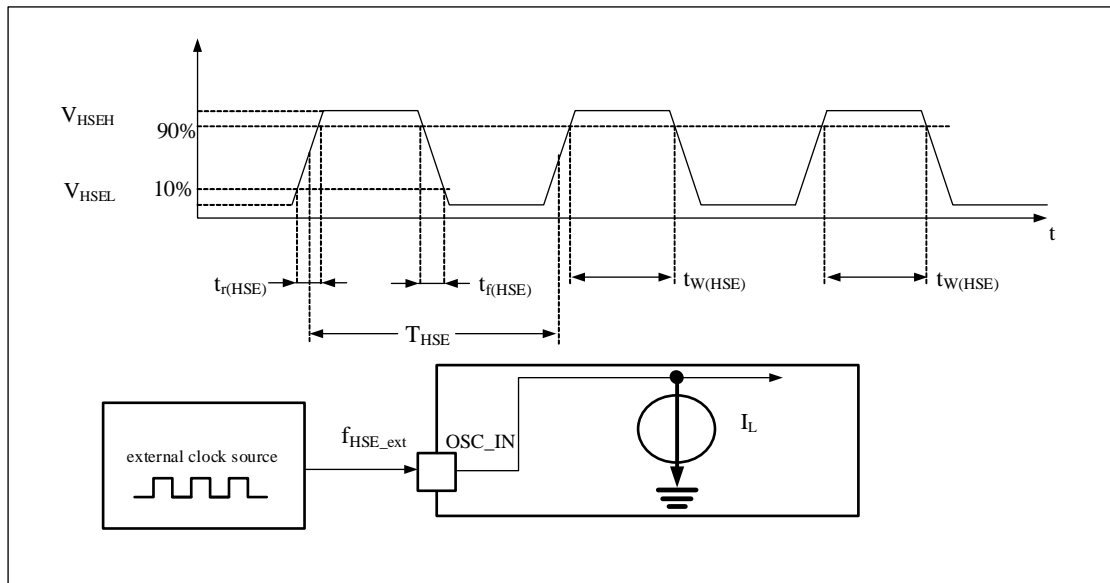 V_HSEH
90%
V_HSEL
10%
t
t_r(HSE)
t_f(HSE)
t_W(HSE)
t_W(HSE)
T_HSE
external clock source
f_HSE_ext
OSC_IN
I_L